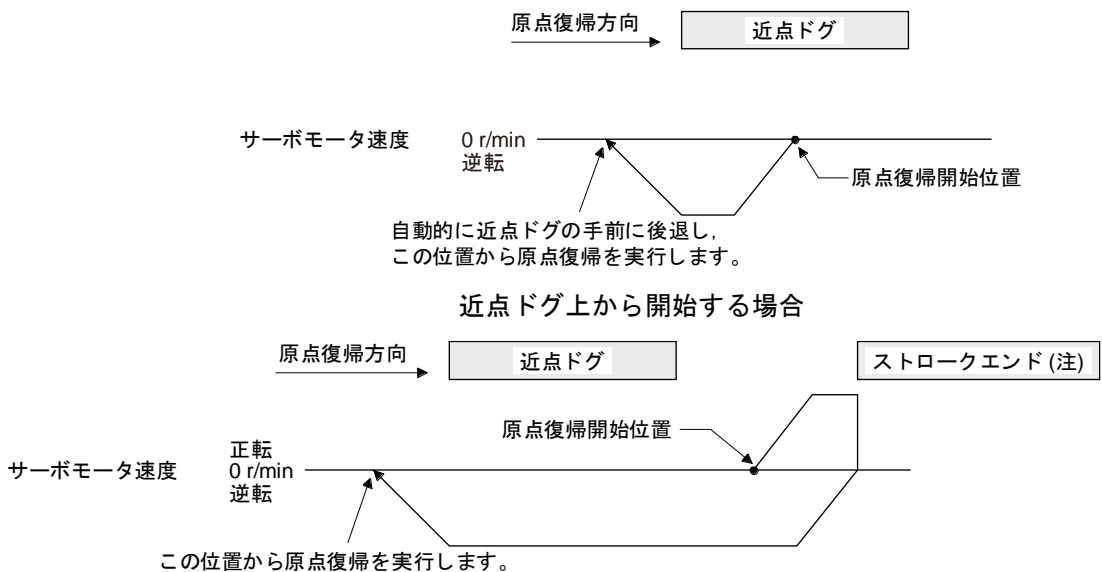 原点復帰方向
近点ドグ
サーボモータ速度
0 r/min
逆転
原点復帰開始位置
自動的に近点ドグの手前に後退し,
この位置から原点復帰を実行します。
近点ドグ上から開始する場合
原点復帰方向
近点ドグ
ストロークエンド (注)
原点復帰開始位置
サーボモータ速度
正転
0 r/min
逆転
この位置から原点復帰を実行します。